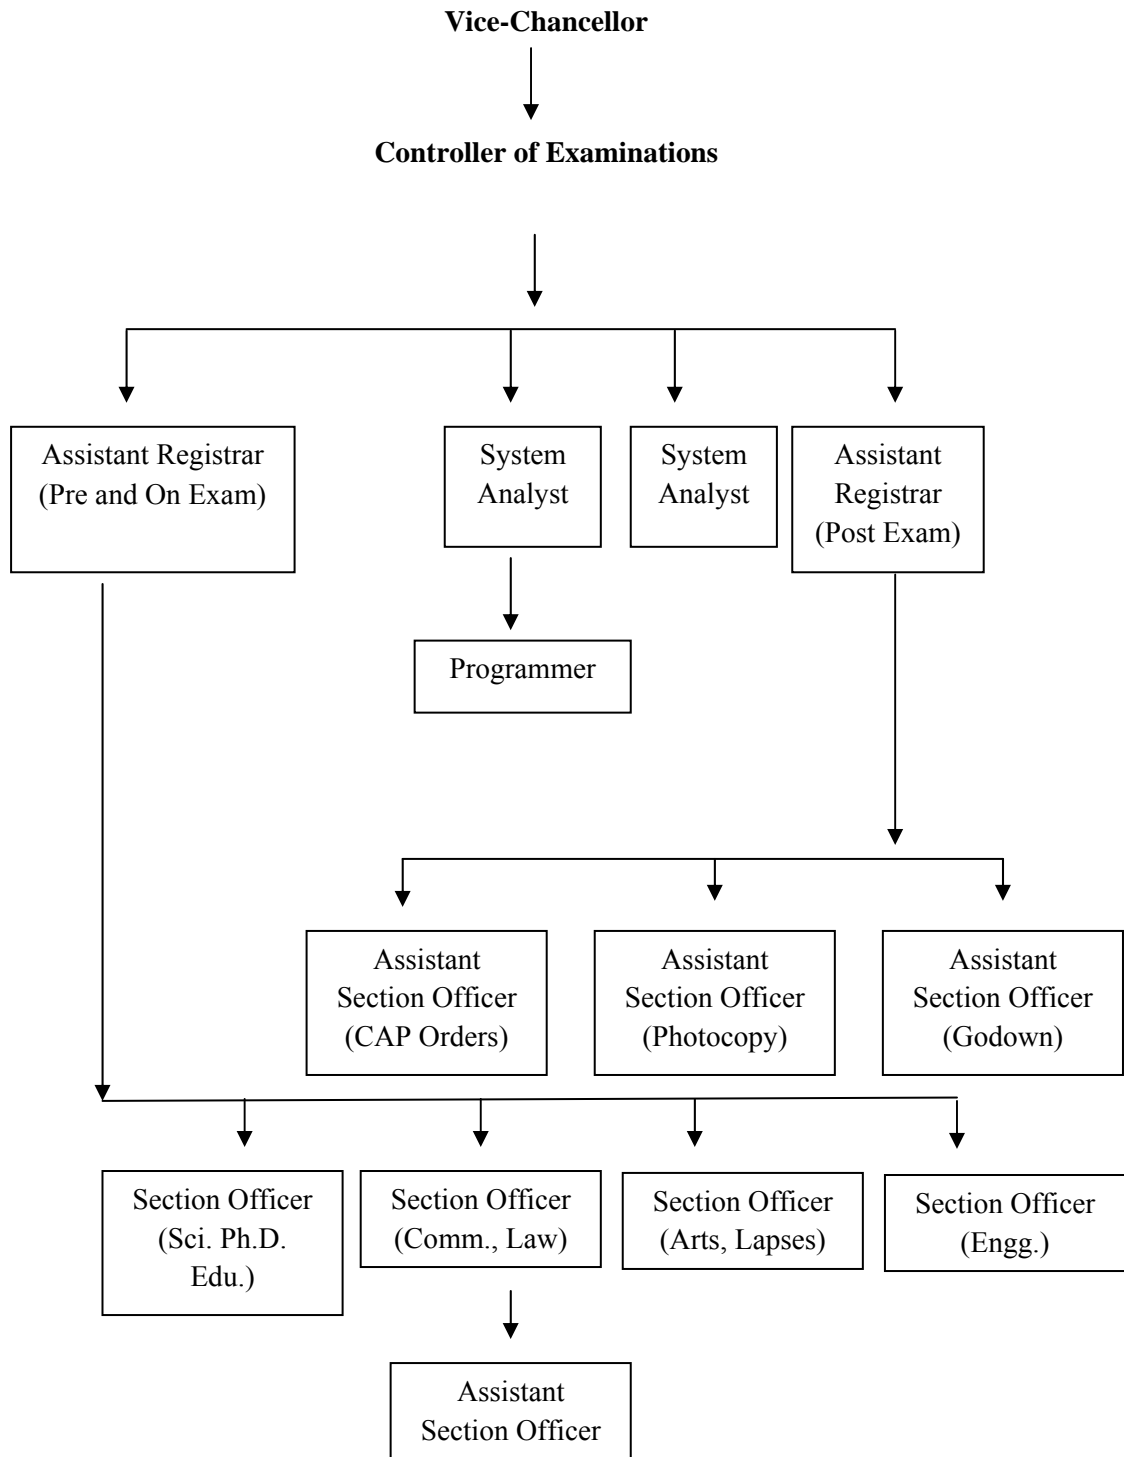 Vice-Chancellor
Controller of Examinations
Assistant Registrar
(Pre and On Exam)
System
Analyst
System
Analyst
Assistant
Registrar
(Post Exam)
Programmer
Assistant
Section Officer
(CAP Orders)
Assistant
Section Officer
(Photocopy)
Assistant
Section Officer
(Godown)
Section Officer
(Sci. Ph.D.
Edu.)
Section Officer
(Comm., Law)
Section Officer
(Arts, Lapses)
Section Officer
(Engg.)
Assistant
Section Officer